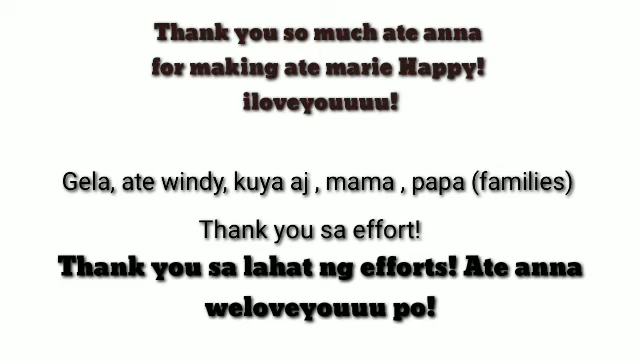 Thank you so much ate anna
for making ate marie Happy!
iloveyouuuu!
Gela, ate windy, kuya aj , mama , papa (families)
Thank you sa effort!
Thank you sa lahat ng efforts! Ate anna
weloveyouuu po!